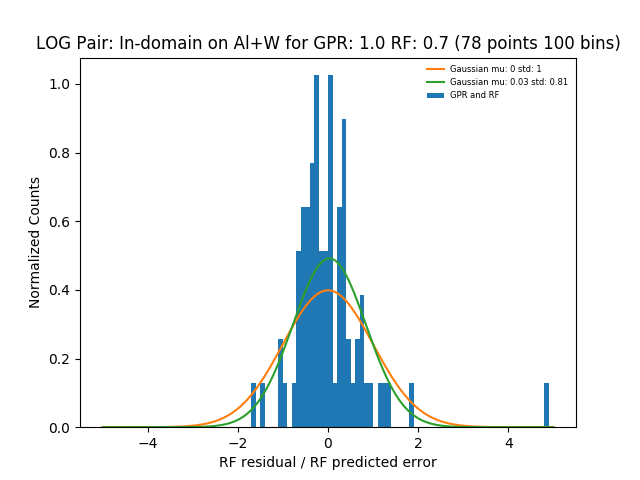 LOG Pair: In-domain on Al+W for GPR: 1.0 RF: 0.7 (78 points 100 bins)
Gaussian mu: 0 std: 1
Gaussian mu: 0.03 std: 0.81
GPR and RF
Normalized Counts
1.0
0.8
0.6
0.4
0.2
0.0
−4
−2
0
2
4
RF residual / RF predicted error